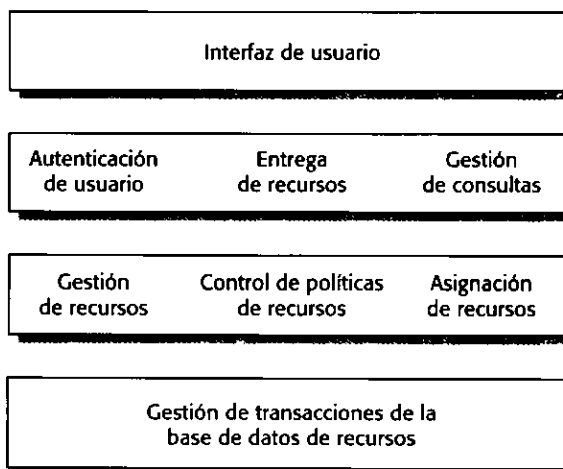 Interfaz de usuario
Autenticación
de usuario
Entrega
de recursos
Gestión
de consultas
Gestión
de recursos
Control de políticas
de recursos
Asignación
de recursos
Gestión de transacciones de la
base de datos de recursos